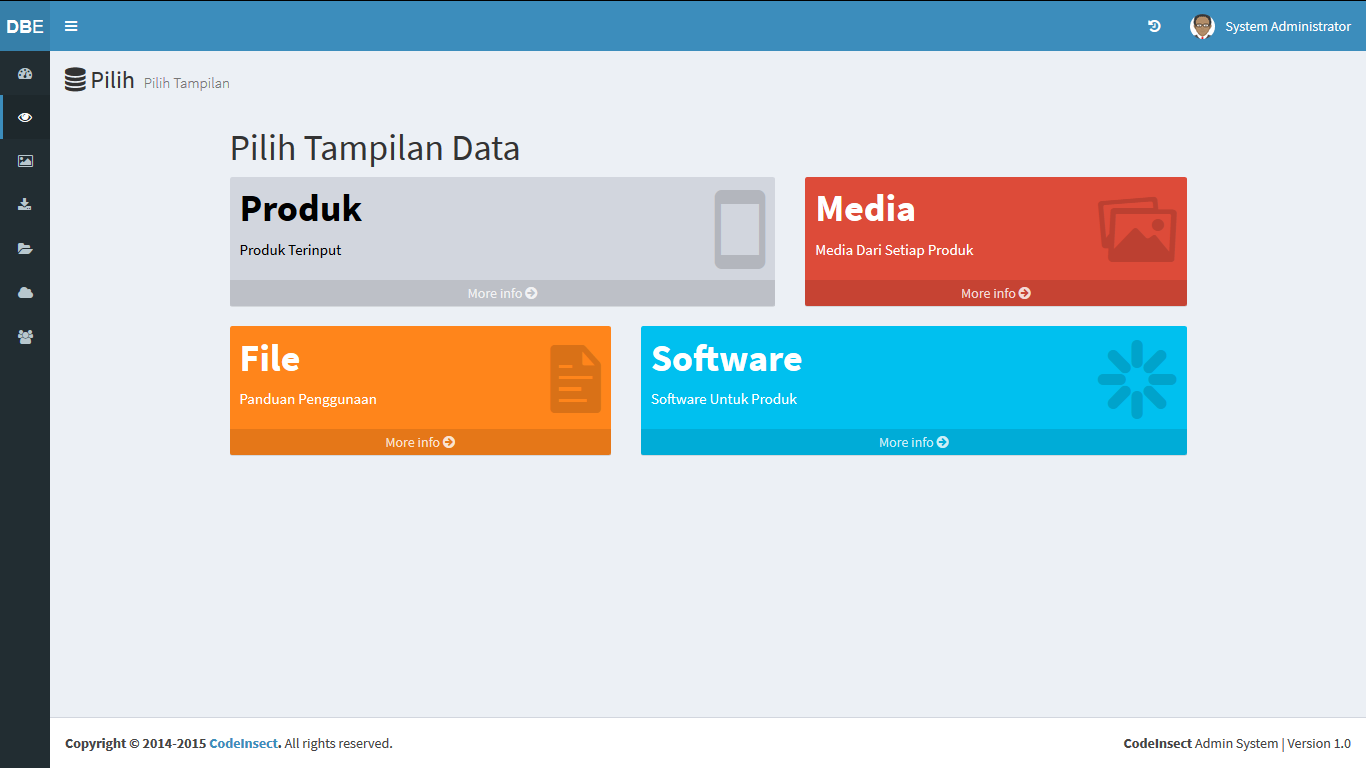 DBE
System Administrator
Pilih Pilih Tampilan
Pilih Tampilan Data
Produk
Produk Terinput
More info
Media
Media Dari Setiap Produk
More info
File
Panduan Penggunaan
More info
Software
Software Untuk Produk
More info
Copyright © 2014-2015 CodeInsect. All rights reserved.
CodeInsect Admin System | Version 1.0